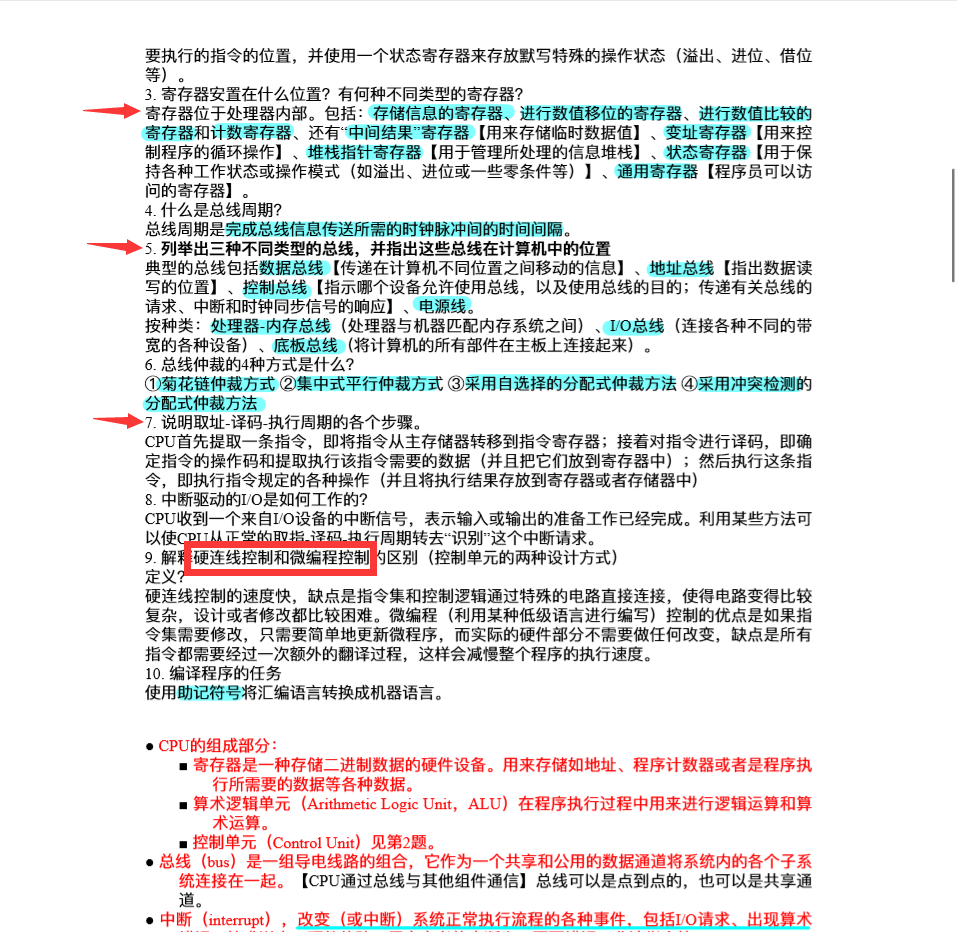 要执行的指令的位置，并使用一个状态寄存器来存放默写特殊的操作状态（溢出、进位、借位
等）。
3. 寄存器安置在什么位置？有何种不同类型的寄存器？
寄存器位于处理器内部。包括：存储信息的寄存器、进行数值移位的寄存器、进行数值比较的
寄存器和计数寄存器、还有“中间结果”寄存器【用来存储临时数据值】、变址寄存器【用来控
制程序的循环操作】、堆栈指针寄存器【用于管理所处理的信息堆栈】、状态寄存器【用于保
持各种工作状态或操作模式（如溢出、进位或一些零条件等）】、通用寄存器【程序员可以访
问的寄存器】。
4. 什么是总线周期？
总线周期是完成总线信息传送所需的时钟脉冲间的时间间隔。
5. 列举出三种不同类型的总线，并指出这些总线在计算机中的位置
典型的总线包括数据总线【传递在计算机不同位置之间移动的信息】、地址总线【指出数据读
写的位置】、控制总线【指示哪个设备允许使用总线，以及使用总线的目的；传递有关总线的
请求、中断和时钟同步信号的响应】、电源线。
按种类：处理器-内存总线（处理器与机器匹配内存系统之间）、I/O总线（连接各种不同的带
宽的各种设备）、底板总线（将计算机的所有部件在主板上连接起来）。
6. 总线仲裁的4种方式是什么？
①菊花链仲裁方式 ②集中式平行仲裁方式 ③采用自选择的分配式仲裁方法 ④采用冲突检测的
分配式仲裁方法
7. 说明取址-译码-执行周期的各个步骤。
CPU首先提取一条指令，即将指令从主存储器转移到指令寄存器；接着对指令进行译码，即确
定指令的操作码和提取执行该指令需要的数据（并且把它们放到寄存器中）；然后执行这条指
令，即执行指令规定的各种操作（并且将执行结果存放到寄存器或者存储器中）
8. 中断驱动的I/O是如何工作的？
CPU收到一个来自I/O设备的中断信号，表示输入或输出的准备工作已经完成。利用某些方法可
以使CPU从正常的取指-译码-执行周期转去“识别”这个中断请求。
9. 解释硬连线控制和微编程控制的区别（控制单元的两种设计方式）
定义？
硬连线控制的速度快，缺点是指令集和控制逻辑通过特殊的电路直接连接，使得电路变得比较
复杂，设计或者修改都比较困难。微编程（利用某种低级语言进行编写）控制的优点是如果指
令集需要修改，只需要简单地更新微程序，而实际的硬件部分不需要做任何改变，缺点是所有
指令都需要经过一次额外的翻译过程，这样会减慢整个程序的执行速度。
10. 编译程序的任务
使用助记符号将汇编语言转换成机器语言。
● CPU的组成部分：
■ 寄存器是一种存储二进制数据的硬件设备。用来存储如地址、程序计数器或者是程序执
行所需要的数据等各种数据。
■ 算术逻辑单元（Arithmetic Logic Unit，ALU）在程序执行过程中用来进行逻辑运算和算
术运算。
■ 控制单元（Control Unit）见第2题。
● 总线（bus）是一组导电线路的组合，它作为一个共享和公用的数据通道将系统内的各个子系
统连接在一起。【CPU通过总线与其他组件通信】总线可以是点到点的，也可以是共享通
道。
● 中断（interrupt），改变（或中断）系统正常执行流程的各种事件，包括I/O请求、出现算术